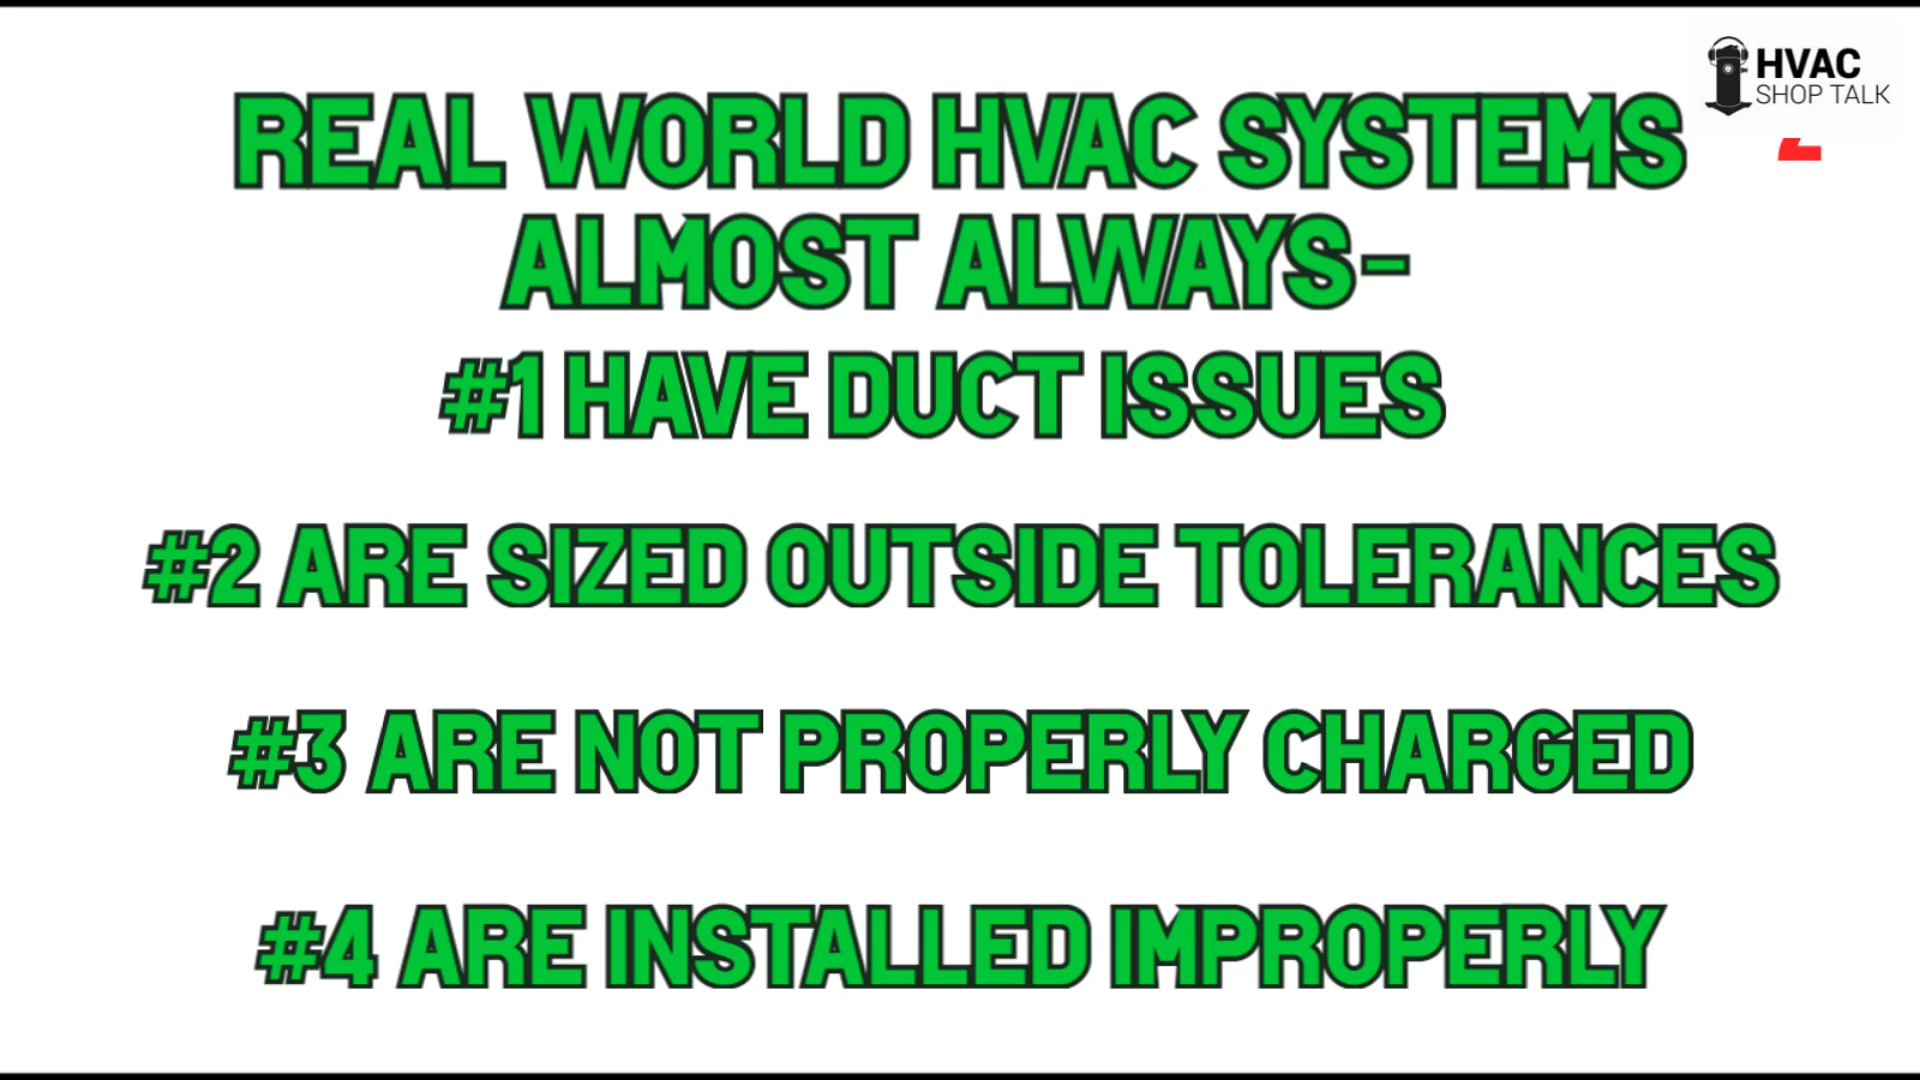 HVAC
SHOP TALK
REAL WORLD HVAC SYSTEMS
ALMOST ALWAYS-
#1 HAVE DUCT ISSUES
#2 ARE SIZED OUTSIDE TOLERANCES
#3 ARE NOT PROPERLY CHARGED
#4 ARE INSTALLED IMPROPERLY